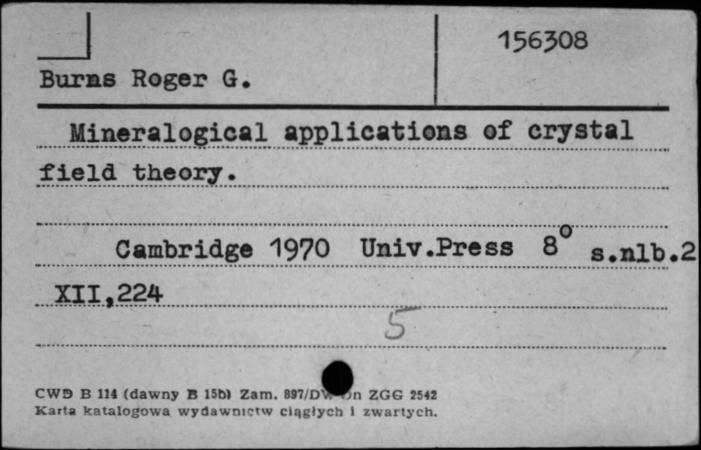 156308
Burns Roger G.
Mineralogical applications of crystal
field theory.
Cambridge 1970 Univ.Press 8° s.nlb.2
XII,224
5
CWD B 114 (dawny B 15b) Zam. 897/DW ZGG 2542
Karta katalogowa wydawnictw ciągłych i zwartych.